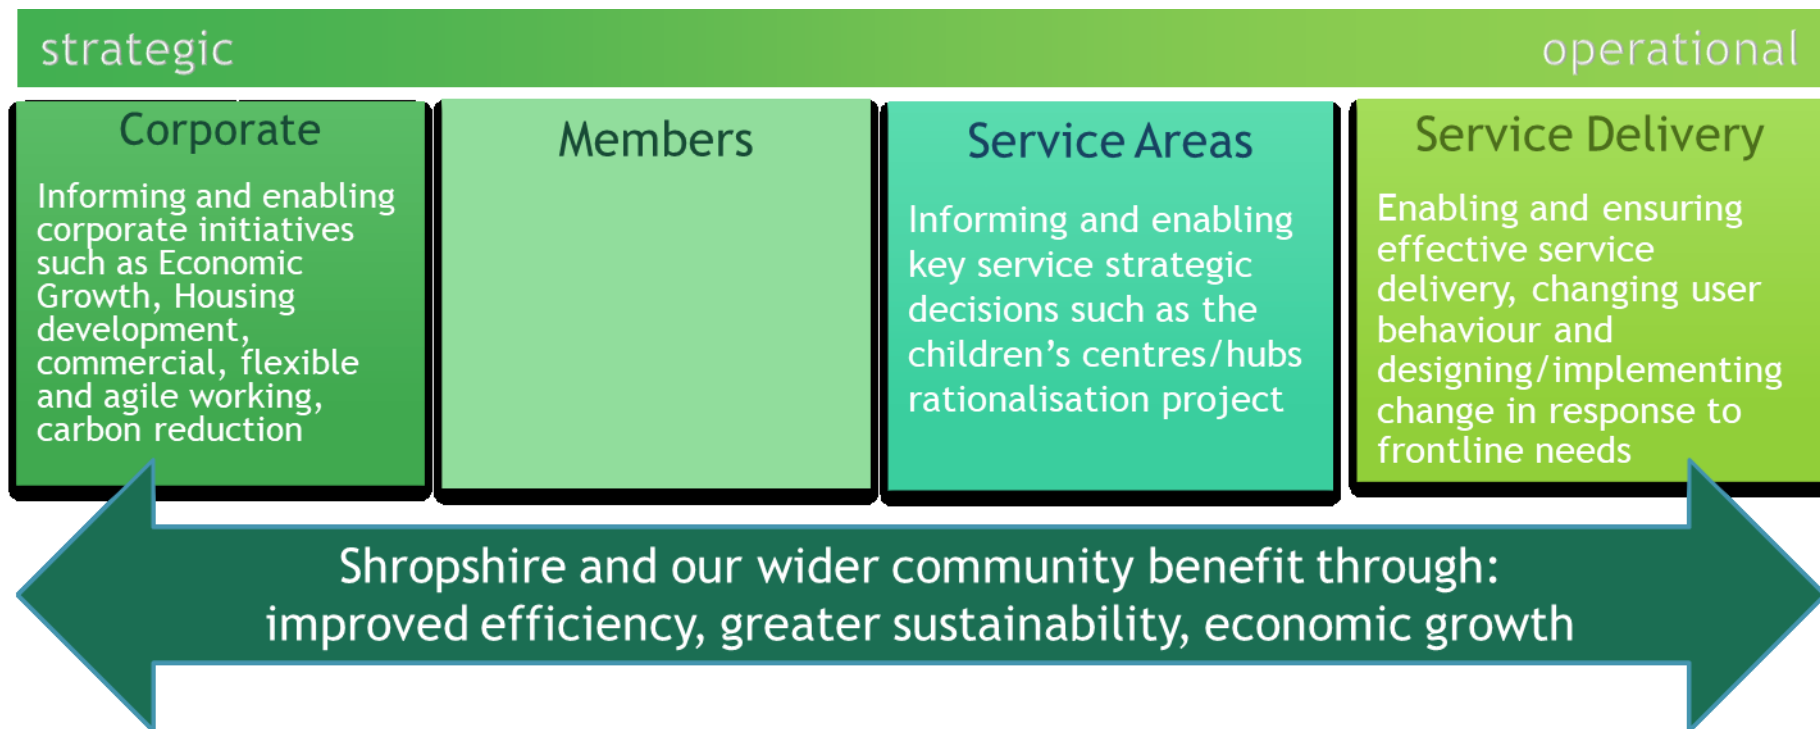 strategic
operational
Corporate
Informing and enabling
corporate initiatives
such as Economic
Growth, Housing
development,
commercial, flexible
and agile working,
carbon reduction
Members
Service Areas
Informing and enabling
key service strategic
decisions such as the
children’s centres/hubs
rationalisation project
Service Delivery
Enabling and ensuring
effective service
delivery, changing user
behaviour and
designing/implementing
change in response to
frontline needs
Shropshire and our wider community benefit through:
improved efficiency, greater sustainability, economic growth